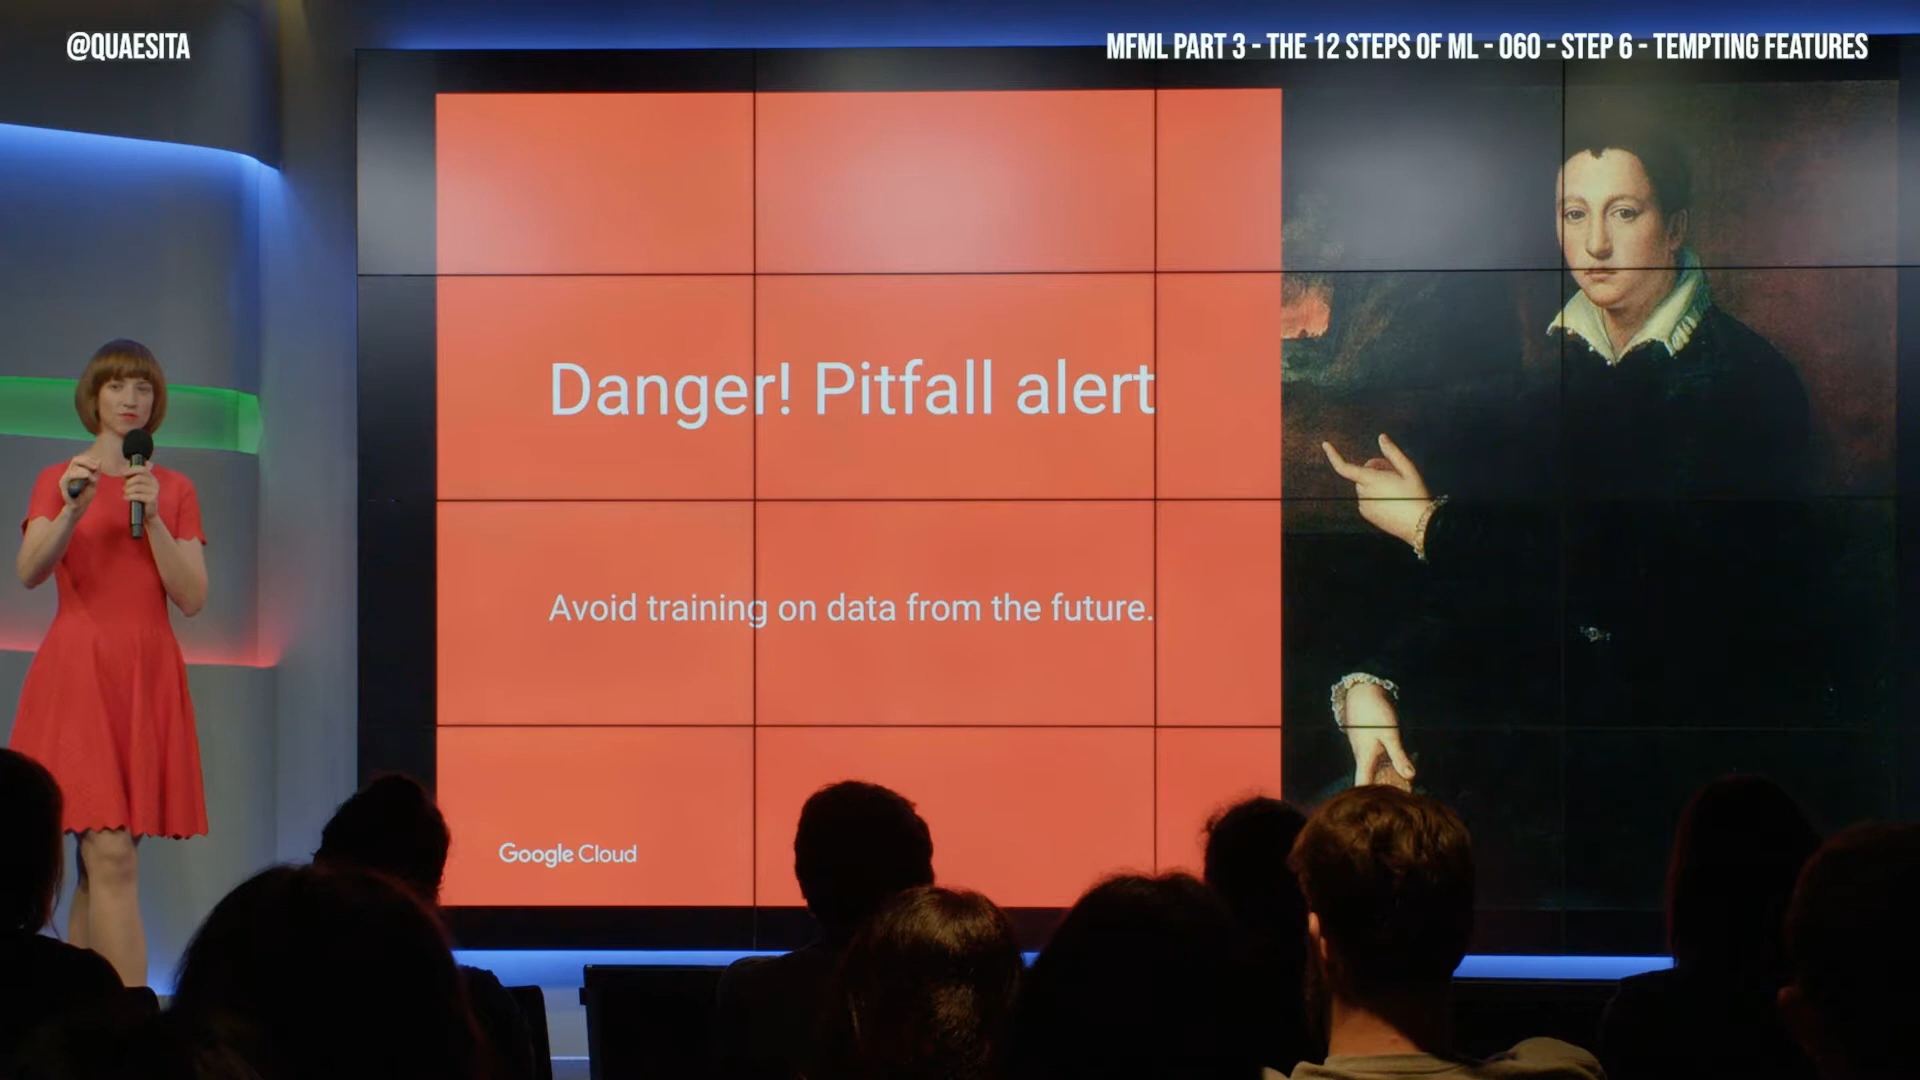 @QUAESITA
MFML PART 3 - THE 12 STEPS OF ML - 060 - STEP 6 - TEMPTING FEATURES
Danger! Pitfall alert
Avoid training on data from the future.
Google Cloud